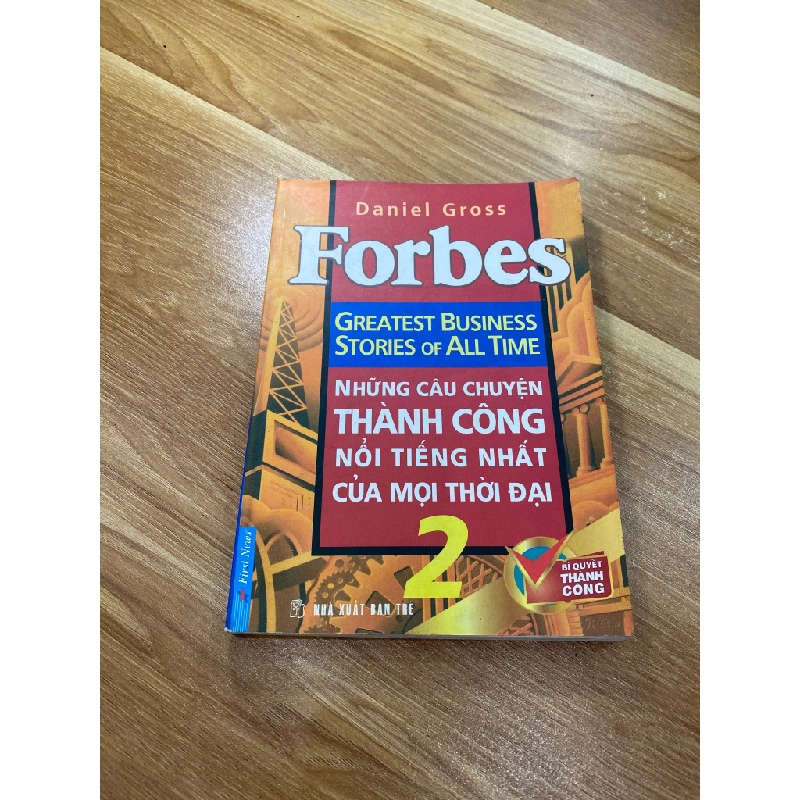 Daniel Gross
Forbes
GREATEST BUSINESS
STORIES OF ALL TIME
NHỮNG CÂU CHUYỆN
THÀNH CÔNG
NỔI TIẾNG NHẤT
CỦA MỌI THỜI ĐẠI
2
BÍ QUYẾT
THÀNH
CÔNG
First News
NHÀ XUẤT BẢN TRẺ